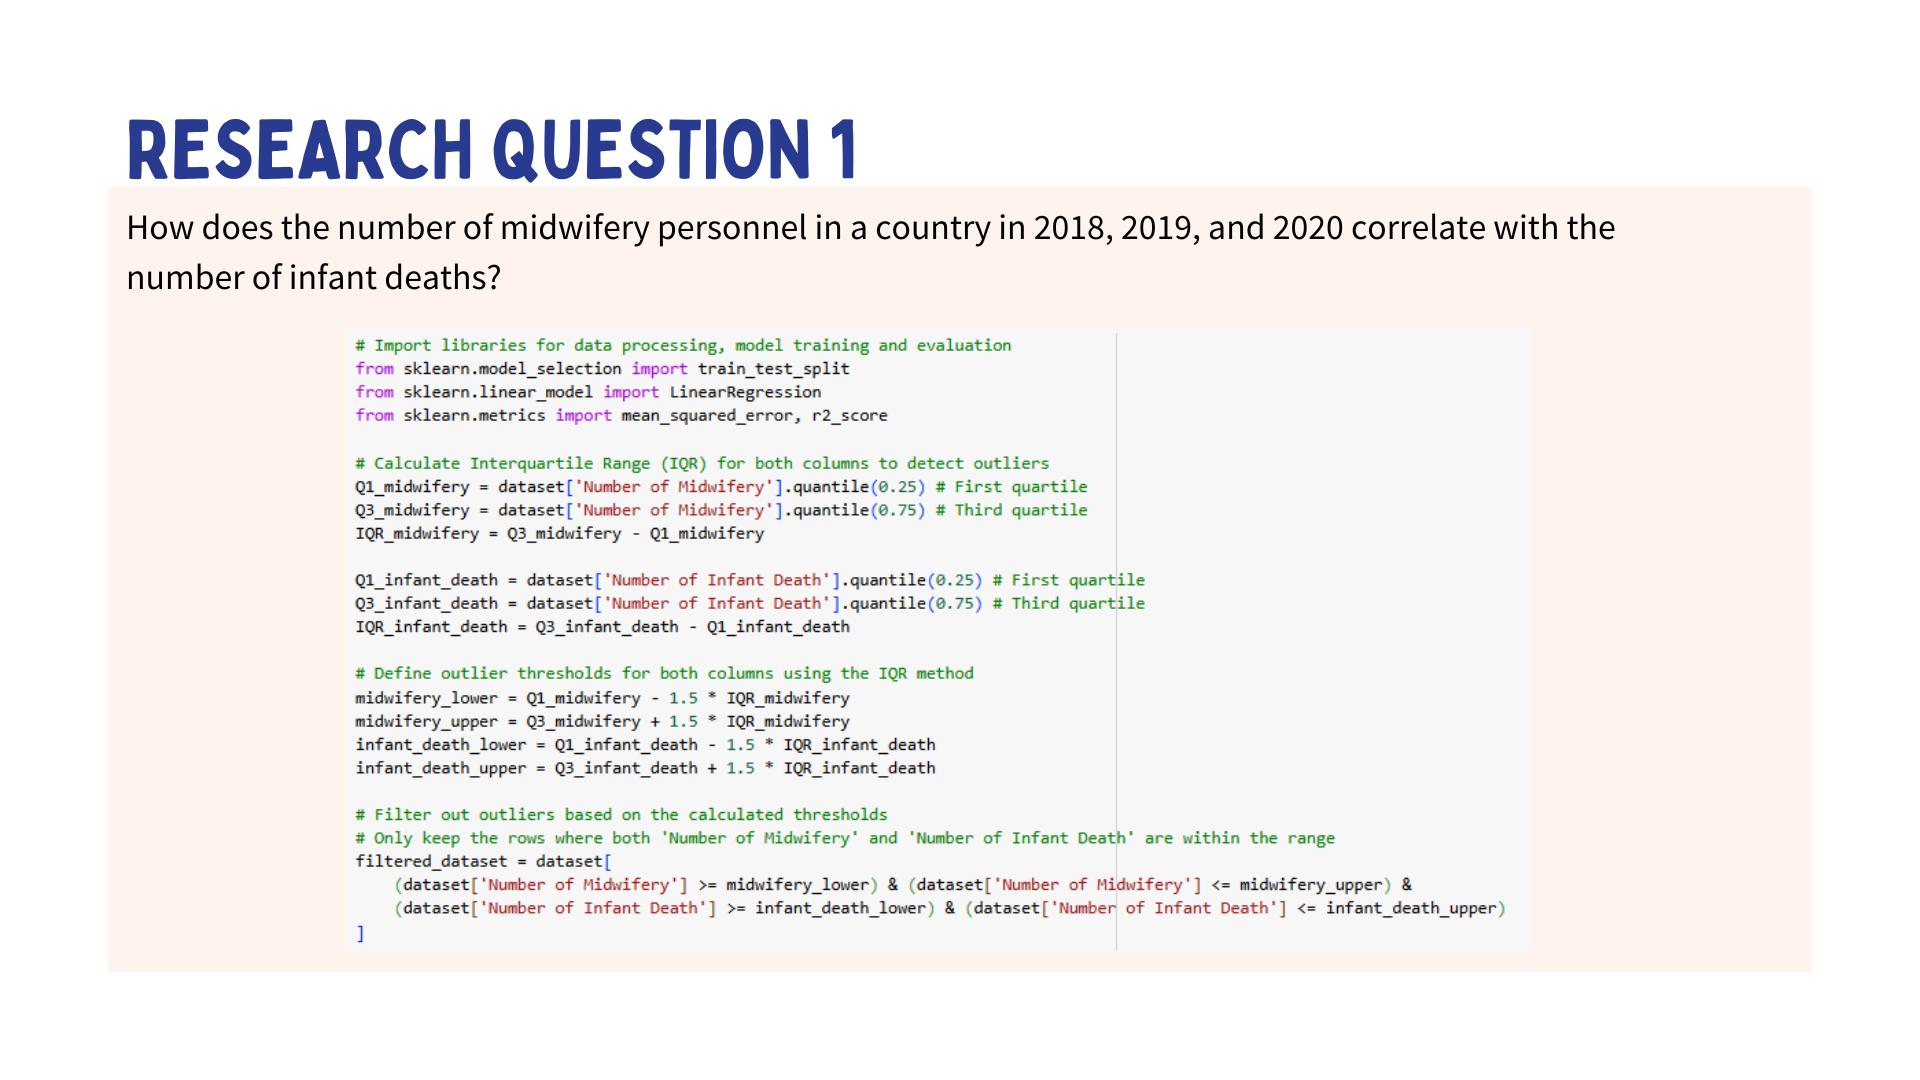 RESEARCH QUESTION 1
How does the number of midwifery personnel in a country in 2018, 2019, and 2020 correlate with the
number of infant deaths?
# Import libraries for data processing, model training and evaluation
from sklearn.model_selection import train_test_split
from sklearn.linear_model import LinearRegression
from sklearn.metrics import mean_squared_error, r2_score
# Calculate Interquartile Range (IQR) for both columns to detect outliers
Q1_midwifery = dataset['Number of Midwifery'].quantile(0.25) # First quartile
Q3_midwifery = dataset['Number of Midwifery'].quantile(0.75) # Third quartile
IQR_midwifery = Q3_midwifery - Q1_midwifery
Q1_infant_death = dataset['Number of Infant Death'].quantile(0.25) # First quartile
Q3_infant_death = dataset['Number of Infant Death'].quantile(0.75) # Third quartile
IQR_infant_death = Q3_infant_death - Q1_infant_death
# Define outlier thresholds for both columns using the IQR method
midwifery_lower = Q1_midwifery - 1.5 * IQR_midwifery
midwifery_upper = Q3_midwifery + 1.5 * IQR_midwifery
infant_death_lower = Q1_infant_death - 1.5 * IQR_infant_death
infant_death_upper = Q3_infant_death + 1.5 * IQR_infant_death
# Filter out outliers based on the calculated thresholds
# Only keep the rows where both 'Number of Midwifery' and 'Number of Infant Death' are within the range
filtered_dataset = dataset[
    (dataset['Number of Midwifery'] >= midwifery_lower) & (dataset['Number of Midwifery'] <= midwifery_upper) &
    (dataset['Number of Infant Death'] >= infant_death_lower) & (dataset['Number of Infant Death'] <= infant_death_upper)
]